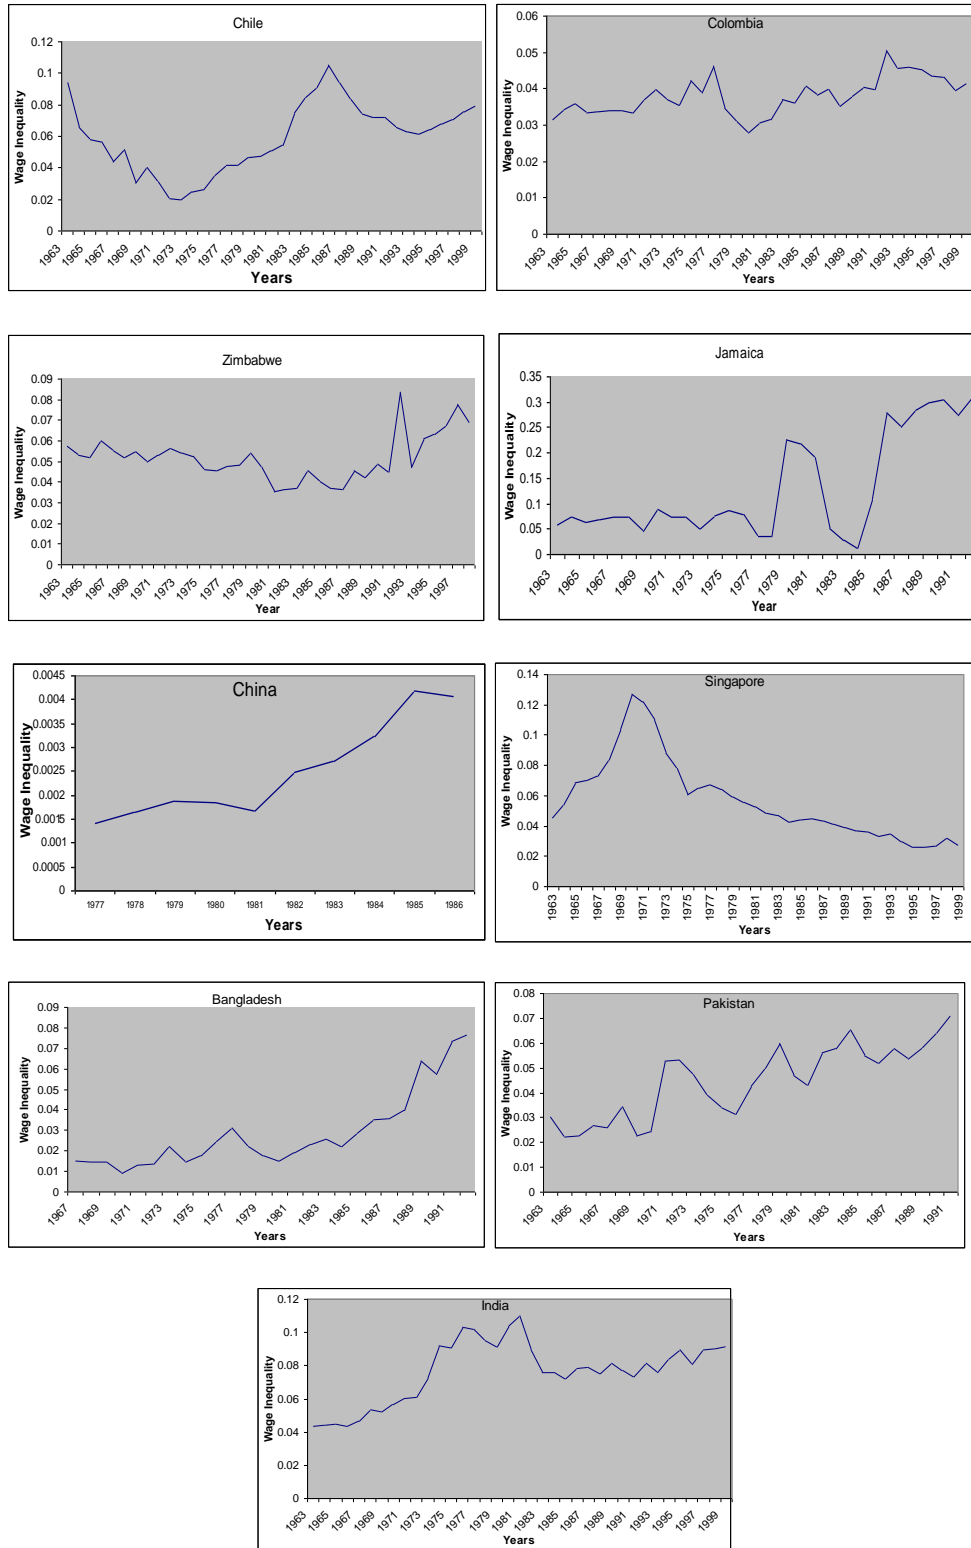 Chile
0.12
0.1
0.08
0.06
0.04
0.02
0
Wage Inequality
1963 1965 1967 1969 1971 1973 1975 1977 1979 1981 1983 1985 1987 1989 1991 1993 1995 1997 1999
Years
Colombia
0.06
0.05
0.04
0.03
0.02
0.01
0
Wage Inequality
1963 1965 1967 1969 1971 1973 1975 1977 1979 1981 1983 1985 1987 1989 1991 1993 1995 1997 1999
Years
Zimbabwe
0.09
0.08
0.07
0.06
0.05
0.04
0.03
0.02
0.01
0
Wage Inequality
1963 1965 1967 1969 1971 1973 1975 1977 1979 1981 1983 1985 1987 1989 1991 1993 1995 1997
Year
Jamaica
0.35
0.3
0.25
0.2
0.15
0.1
0.05
0
Wage Inequality
1963 1965 1967 1969 1971 1973 1975 1977 1979 1981 1983 1985 1987 1989 1991
Year
China
0.0045
0.004
0.0035
0.003
0.0025
0.002
0.0015
0.001
0.0005
0
Wage Inequality
1977 1978 1979 1980 1981 1982 1983 1984 1985 1986
Years
Singapore
0.14
0.12
0.1
0.08
0.06
0.04
0.02
0
Wage Inequality
1963 1965 1967 1969 1971 1973 1975 1977 1979 1981 1983 1985 1987 1989 1991 1993 1995 1997 1999
Years
Bangladesh
0.09
0.08
0.07
0.06
0.05
0.04
0.03
0.02
0.01
0
Wage Inequality
1967 1969 1971 1973 1975 1977 1979 1981 1983 1985 1987 1989 1991
Years
Pakistan
0.08
0.07
0.06
0.05
0.04
0.03
0.02
0.01
0
Wage Inequality
1963 1965 1967 1969 1971 1973 1975 1977 1979 1981 1983 1985 1987 1989 1991
Years
India
0.12
0.1
0.08
0.06
0.04
0.02
0
Wage Inequality
1963 1965 1967 1969 1971 1973 1975 1977 1979 1981 1983 1985 1987 1989 1991 1993 1995 1997 1999
Years